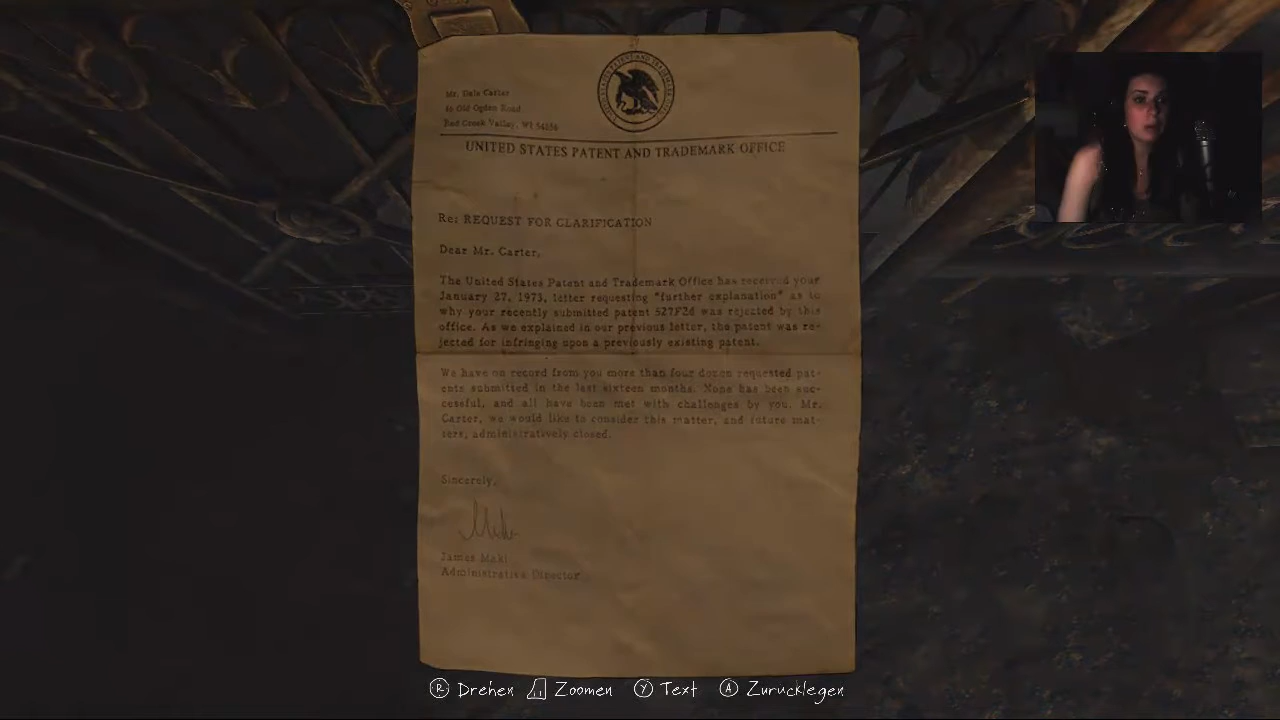 Mr. Dale Carter
46 Old Ogden Road
Red Creek Valley, WI 54856
UNITED STATES PATENT AND TRADEMARK OFFICE
Re: REQUEST FOR CLARIFICATION
Dear Mr. Carter,
The United States Patent and Trademark Office has received your
January 27, 1973, letter requesting "further explanation" as to
why your recently submitted patent 527F2d was rejected by this
office. As we explained in our previous letter, the patent was re-
jected for infringing upon a previously existing patent.
We have on record from you more than four dozen requested pat-
ents submitted in the last sixteen months. None has been suc-
cessful, and all have been met with challenges by you. Mr.
Carter, we would like to consider this matter, and future mat-
ters, administratively closed.
Sincerely,
James Maki
Administrative Director
R Drehen Zoomen Y Text A Zurücklegen